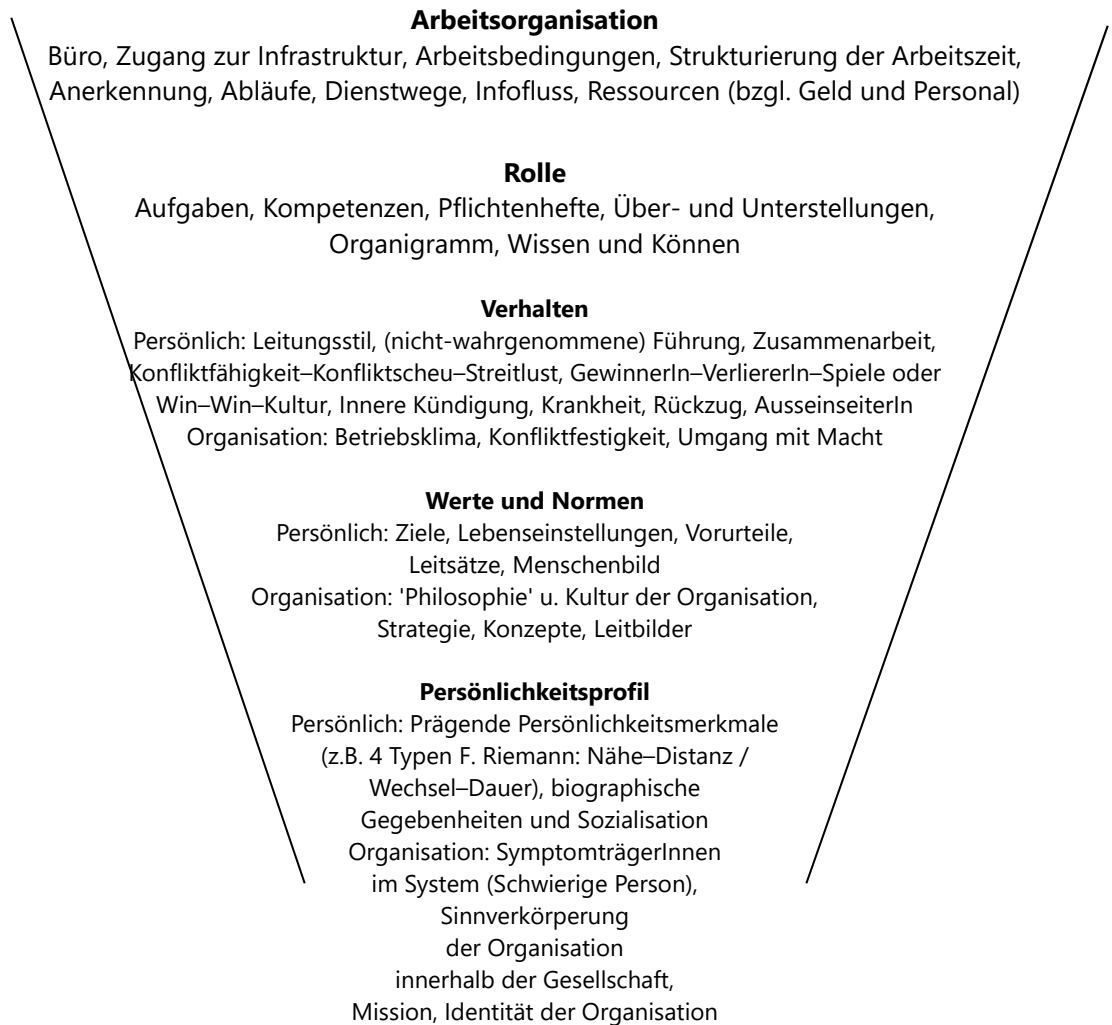 Arbeitsorganisation
Büro, Zugang zur Infrastruktur, Arbeitsbedingungen, Strukturierung der Arbeitszeit,
Anerkennung, Abläufe, Dienstwege, Infofluss, Ressourcen (bzgl. Geld und Personal)
Rolle
Aufgaben, Kompetenzen, Pflichtenhefte, Über- und Unterstellungen,
Organigramm, Wissen und Können
Verhalten
Persönlich: Leitungsstil, (nicht-wahrgenommene) Führung, Zusammenarbeit,
Konfliktfähigkeit–Konfliktscheu–Streitlust, GewinnerIn–VerliererIn–Spiele oder
Win–Win–Kultur, Innere Kündigung, Krankheit, Rückzug, AusseinseiterIn
Organisation: Betriebsklima, Konfliktfestigkeit, Umgang mit Macht
Werte und Normen
Persönlich: Ziele, Lebenseinstellungen, Vorurteile,
Leitsätze, Menschenbild
Organisation: 'Philosophie' u. Kultur der Organisation,
Strategie, Konzepte, Leitbilder
Persönlichkeitsprofil
Persönlich: Prägende Persönlichkeitsmerkmale
(z.B. 4 Typen F. Riemann: Nähe–Distanz /
Wechsel–Dauer), biographische
Gegebenheiten und Sozialisation
Organisation: SymptomträgerInnen
im System (Schwierige Person),
Sinnverkörperung
der Organisation
innerhalb der Gesellschaft,
Mission, Identität der Organisation